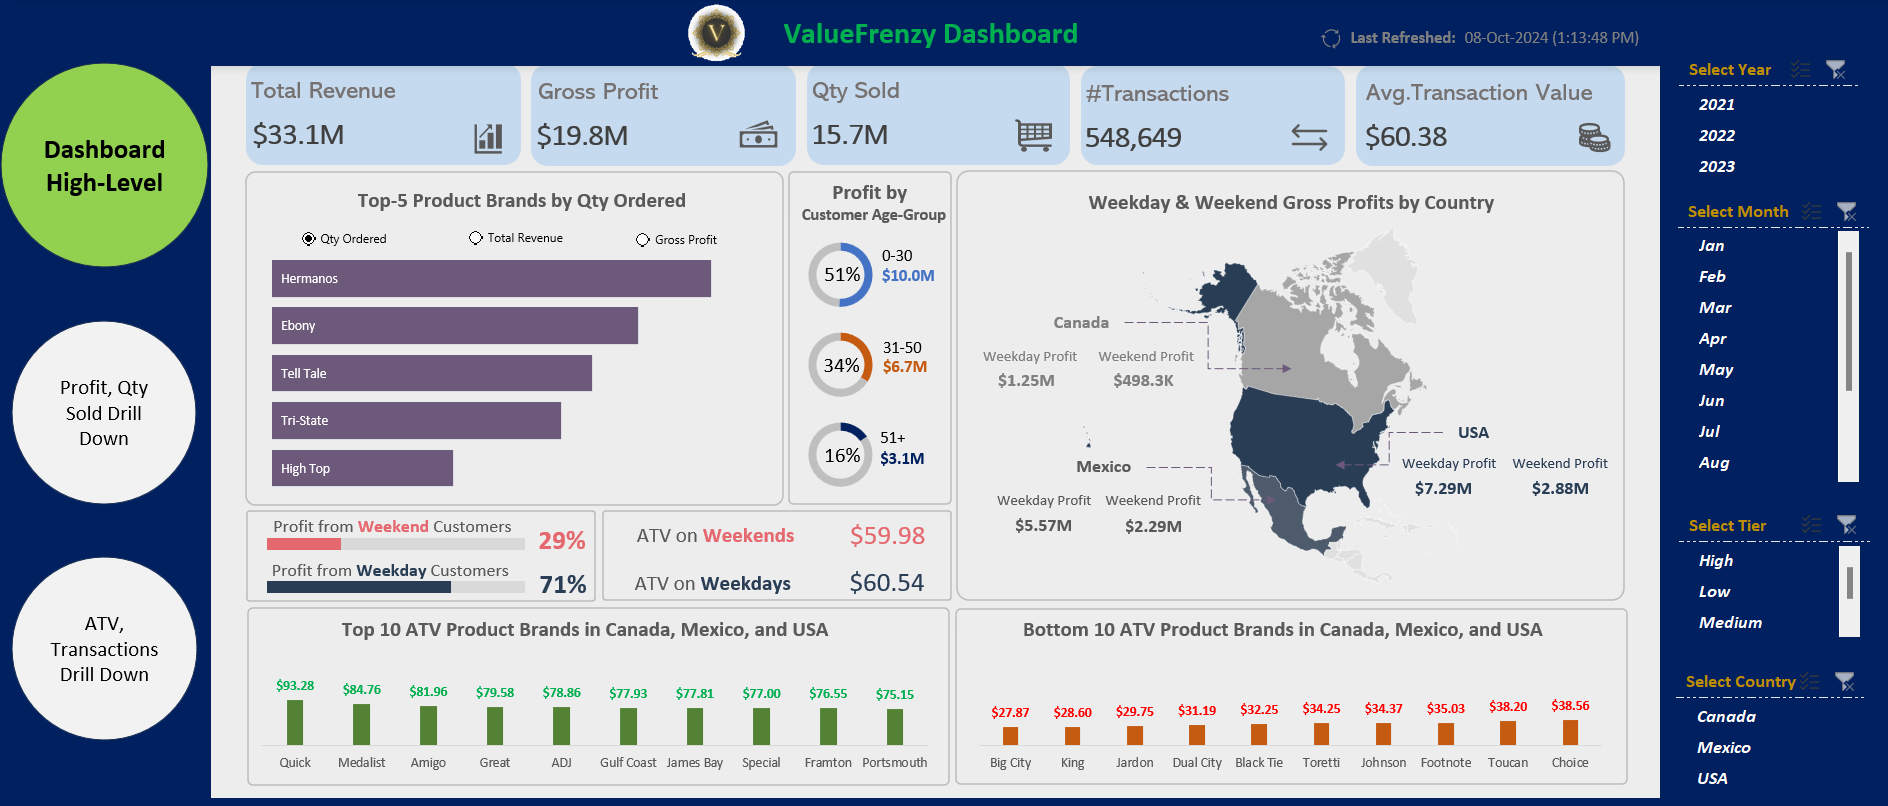 V
ValueFrenzy Dashboard
Last Refreshed: 08-Oct-2024 (1:13:48 PM)
Dashboard
High-Level
Profit, Qty
Sold Drill
Down
ATV,
Transactions
Drill Down
Total Revenue
$33.1M
Gross Profit
$19.8M
Qty Sold
15.7M
#Transactions
548,649
Avg.Transaction Value
$60.38
Top-5 Product Brands by Qty Ordered
Qty Ordered
Total Revenue
Gross Profit
Hermanos
Ebony
Tell Tale
Tri-State
High Top
Profit by
Customer Age-Group
51%
0-30
$10.0M
34%
31-50
$6.7M
16%
51+
$3.1M
Weekday & Weekend Gross Profits by Country
Canada
Weekday Profit Weekend Profit
$1.25M $498.3K
USA
Weekday Profit Weekend Profit
$7.29M $2.88M
Mexico
Weekday Profit Weekend Profit
$5.57M $2.29M
Profit from Weekend Customers
29%
Profit from Weekday Customers
71%
ATV on Weekends $59.98
ATV on Weekdays $60.54
Top 10 ATV Product Brands in Canada, Mexico, and USA
$93.28 $84.76 $81.96 $79.58 $78.86 $77.93 $77.81 $77.00 $76.55 $75.15
Quick Medalist Amigo Great ADJ Gulf Coast James Bay Special Framton Portsmouth
Bottom 10 ATV Product Brands in Canada, Mexico, and USA
$27.87 $28.60 $29.75 $31.19 $32.25 $34.25 $34.37 $35.03 $38.20 $38.56
Big City King Jardon Dual City Black Tie Toretti Johnson Footnote Toucan Choice
Select Year
2021
2022
2023
Select Month
Jan
Feb
Mar
Apr
May
Jun
Jul
Aug
Select Tier
High
Low
Medium
Select Country
Canada
Mexico
USA